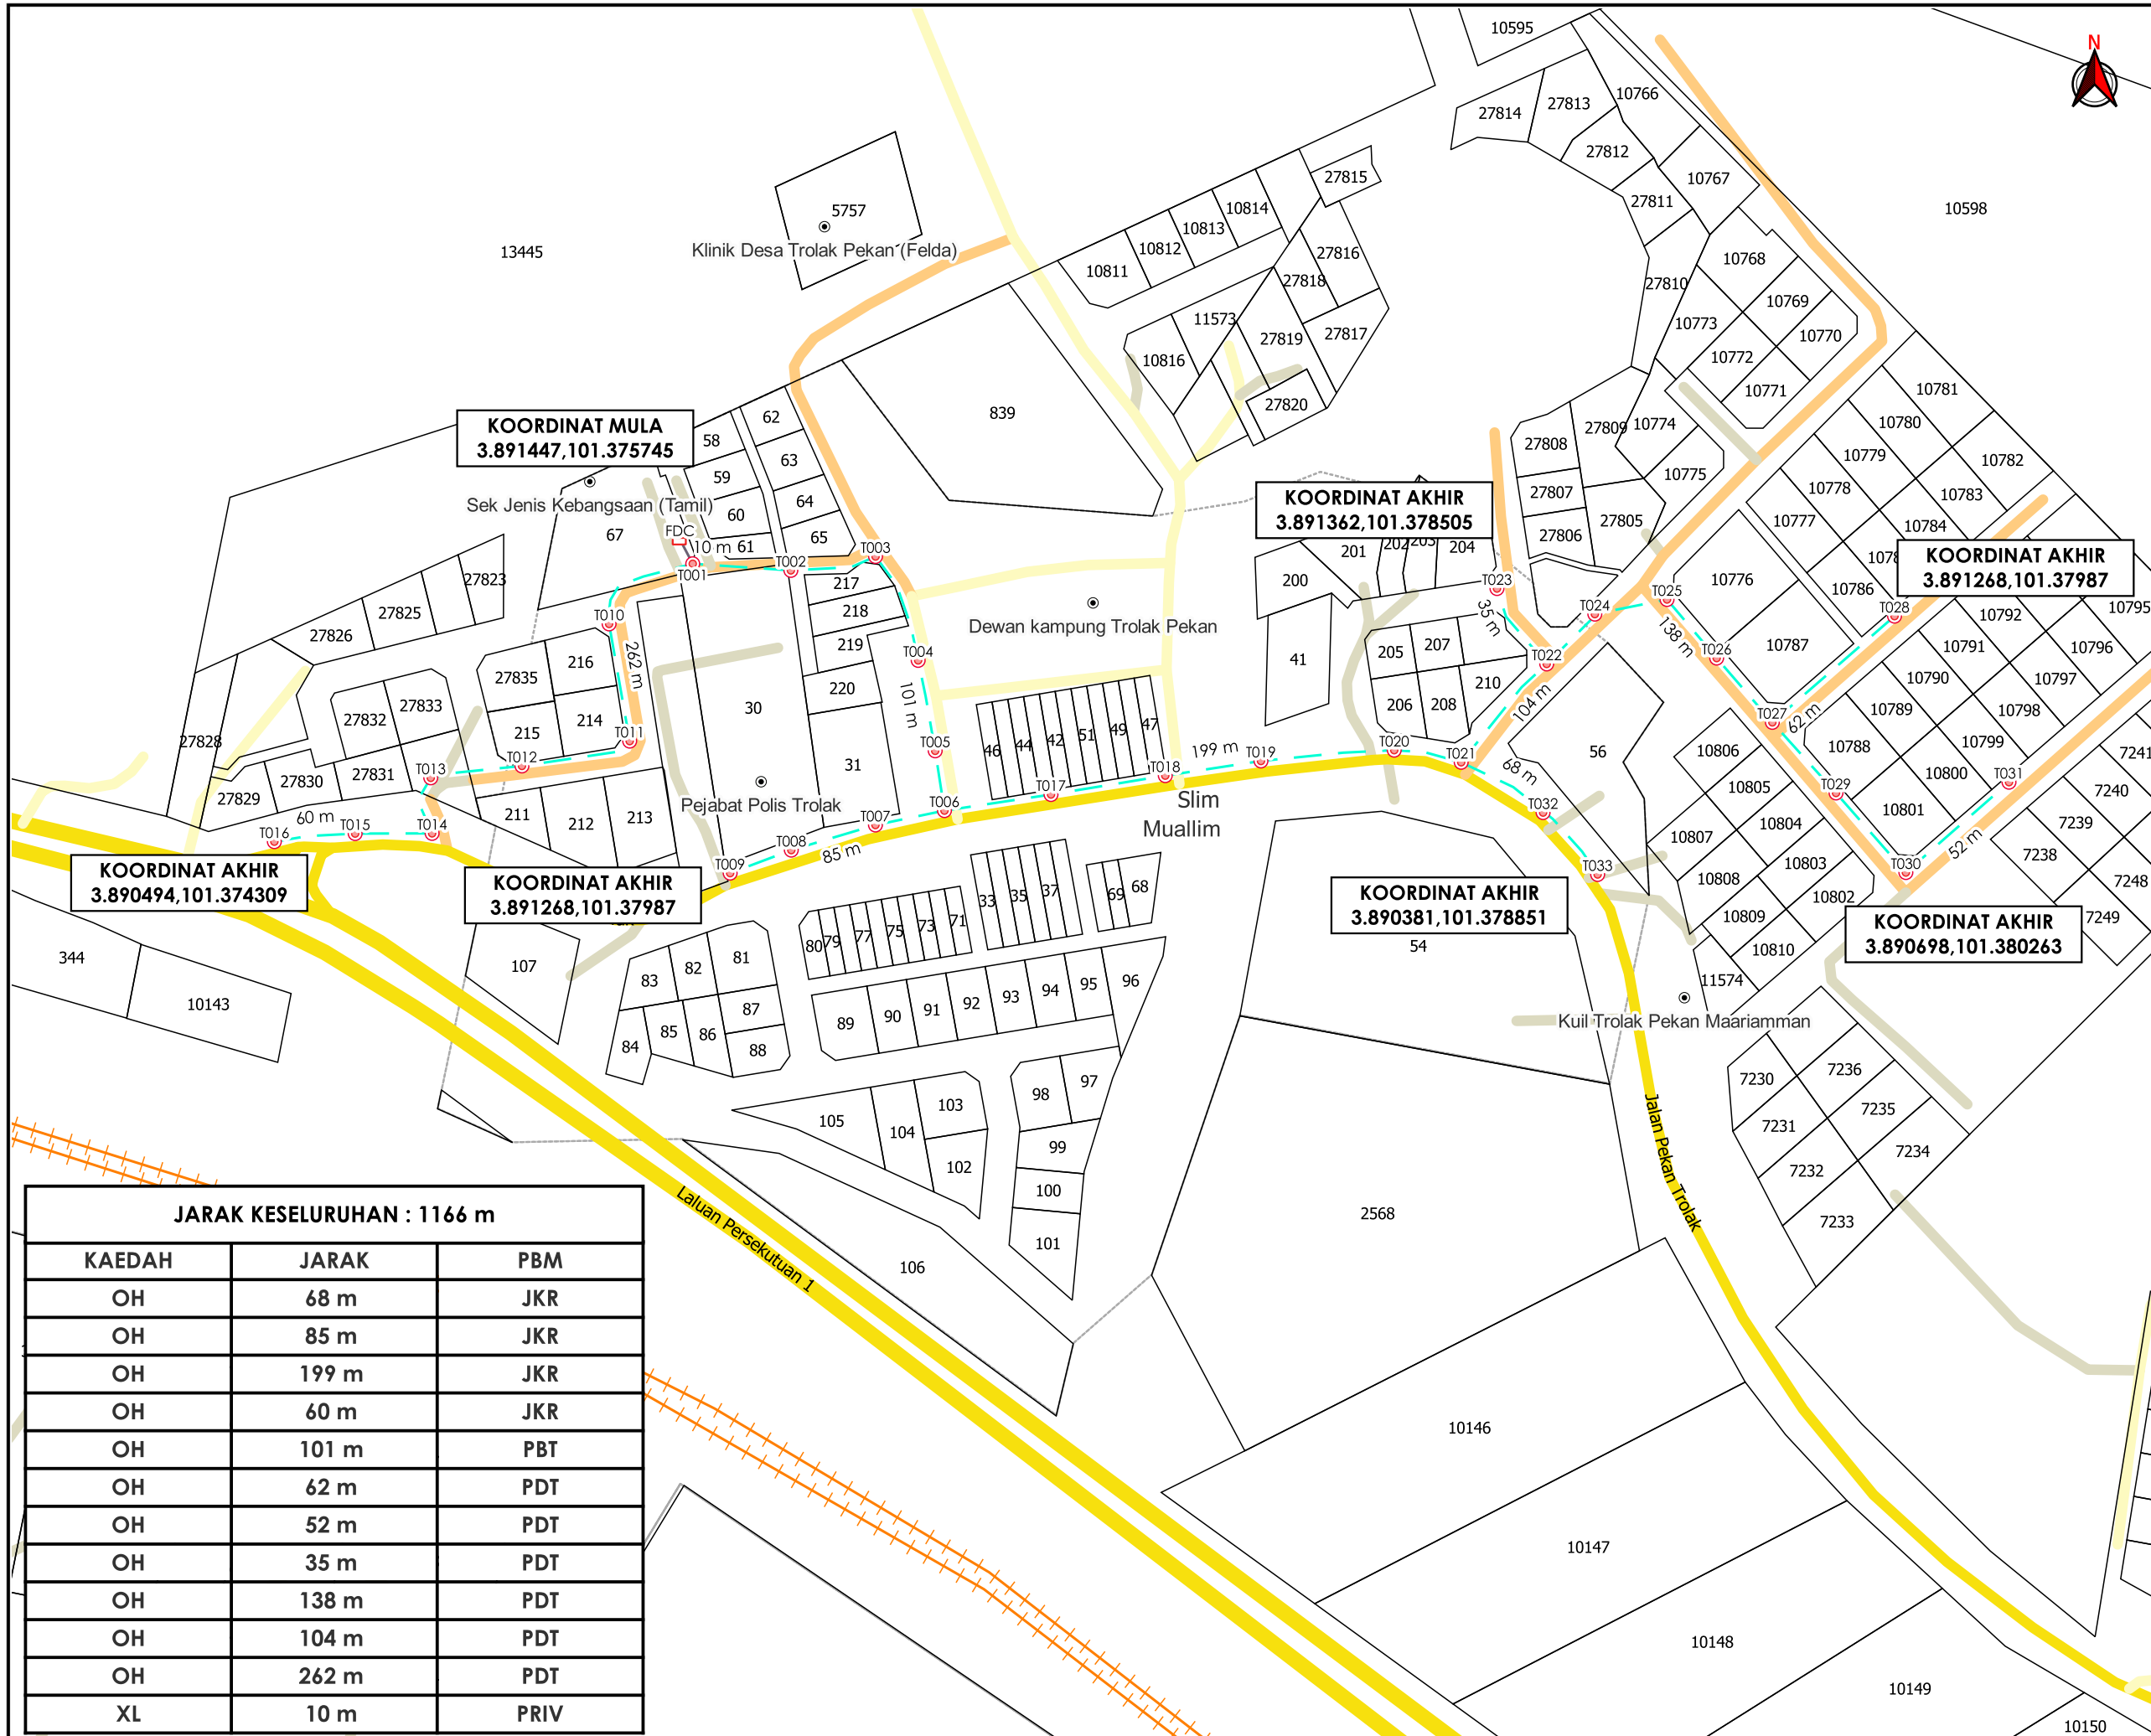 N
10595
10766
27814
27813
27812
10767
27811
10598
5757
Klinik Desa Trolak Pekan (Felda)
13445
27815
10814
10813
10812
10811
27816
27818
27817
27819
11573
10816
27820
27810
10768
10769
10770
10773
10772
10771
10781
10780
10779
10782
10778
10783
10777
10784
27808
27809
10774
10775
27807
27806
27805
839
KOORDINAT MULA
3.891447,101.375745
58
62
59
63
60
64
61
65
Sek Jenis Kebangsaan (Tamil)
67
FDC
10 m
T001
T002
T003
KOORDINAT AKHIR
3.891362,101.378505
201
202
203
204
200
41
T023
35 m
T024
T025
138 m
T026
T022
104 m
10776
10787
10786
KOORDINAT AKHIR
3.891268,101.37987
T028
10792
10795
10791
10796
10790
10797
10789
10798
10788
10799
10800
10801
T027
62 m
T029
T030
52 m
T031
7241
7240
7239
7238
7248
7249
27823
27825
27826
27828
27829
27830
27831
27832
27833
27835
216
215
214
T010
262 m
T011
T012
T013
T014
T015
60 m
T016
211
212
213
217
218
219
220
30
31
T004
101 m
T005
T006
T007
T008
85 m
T009
Pejabat Polis Trolak
Dewan kampung Trolak Pekan
46
44
42
51
49
47
T017
T018
199 m
T019
T020
T021
68 m
T032
T033
Slim
Muallim
205
207
206
208
210
56
10806
10805
10807
10804
10803
10808
10802
10809
10810
11574
KOORDINAT AKHIR
3.890494,101.374309
KOORDINAT AKHIR
3.891268,101.37987
KOORDINAT AKHIR
3.890381,101.378851
KOORDINAT AKHIR
3.890698,101.380263
54
344
10143
107
33
35
37
69
68
80
79
77
75
73
71
83
82
81
87
84
85
86
88
89
90
91
92
93
94
95
96
98
97
99
100
101
105
104
103
102
106
2568
Kuil Trolak Pekan Maariamman
7230
7236
7231
7235
7232
7234
7233
Jalan Pekan Trolak
Laluan Persekutuan 1
10146
10147
10148
10149
10150
JARAK KESELURUHAN : 1166 m
KAEDAH JARAK PBM
OH 68 m JKR
OH 85 m JKR
OH 199 m JKR
OH 60 m JKR
OH 101 m PBT
OH 62 m PDT
OH 52 m PDT
OH 35 m PDT
OH 138 m PDT
OH 104 m PDT
OH 262 m PDT
XL 10 m PRIV